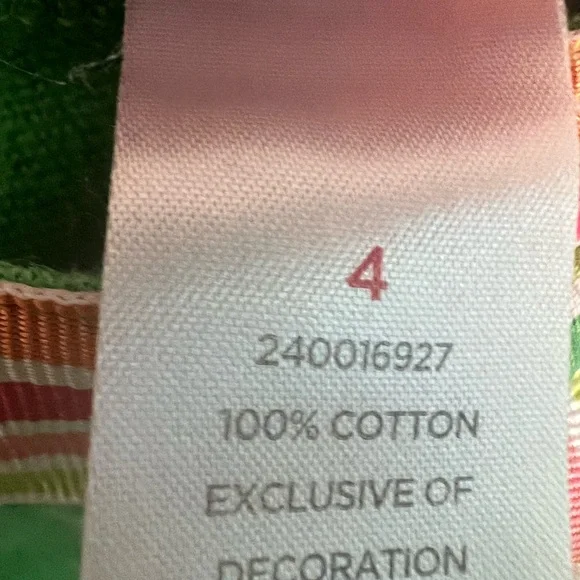 4
240016927
100% COTTON
EXCLUSIVE OF
DECORATION